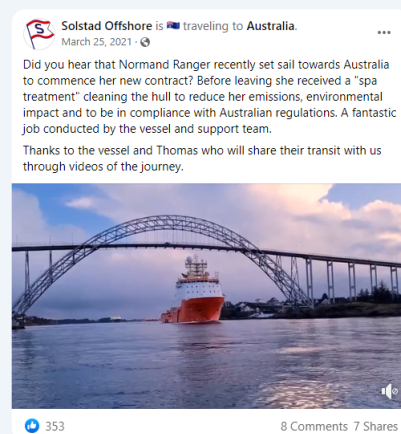 Solstad Offshore is 🇦🇺 traveling to Australia.
March 25, 2021 ·
Did you hear that Normand Ranger recently set sail towards Australia
to commence her new contract? Before leaving she received a "spa
treatment" cleaning the hull to reduce her emissions, environmental
impact and to be in compliance with Australian regulations. A fantastic
job conducted by the vessel and support team.
Thanks to the vessel and Thomas who will share their transit with us
through videos of the journey.
353
8 Comments 7 Shares